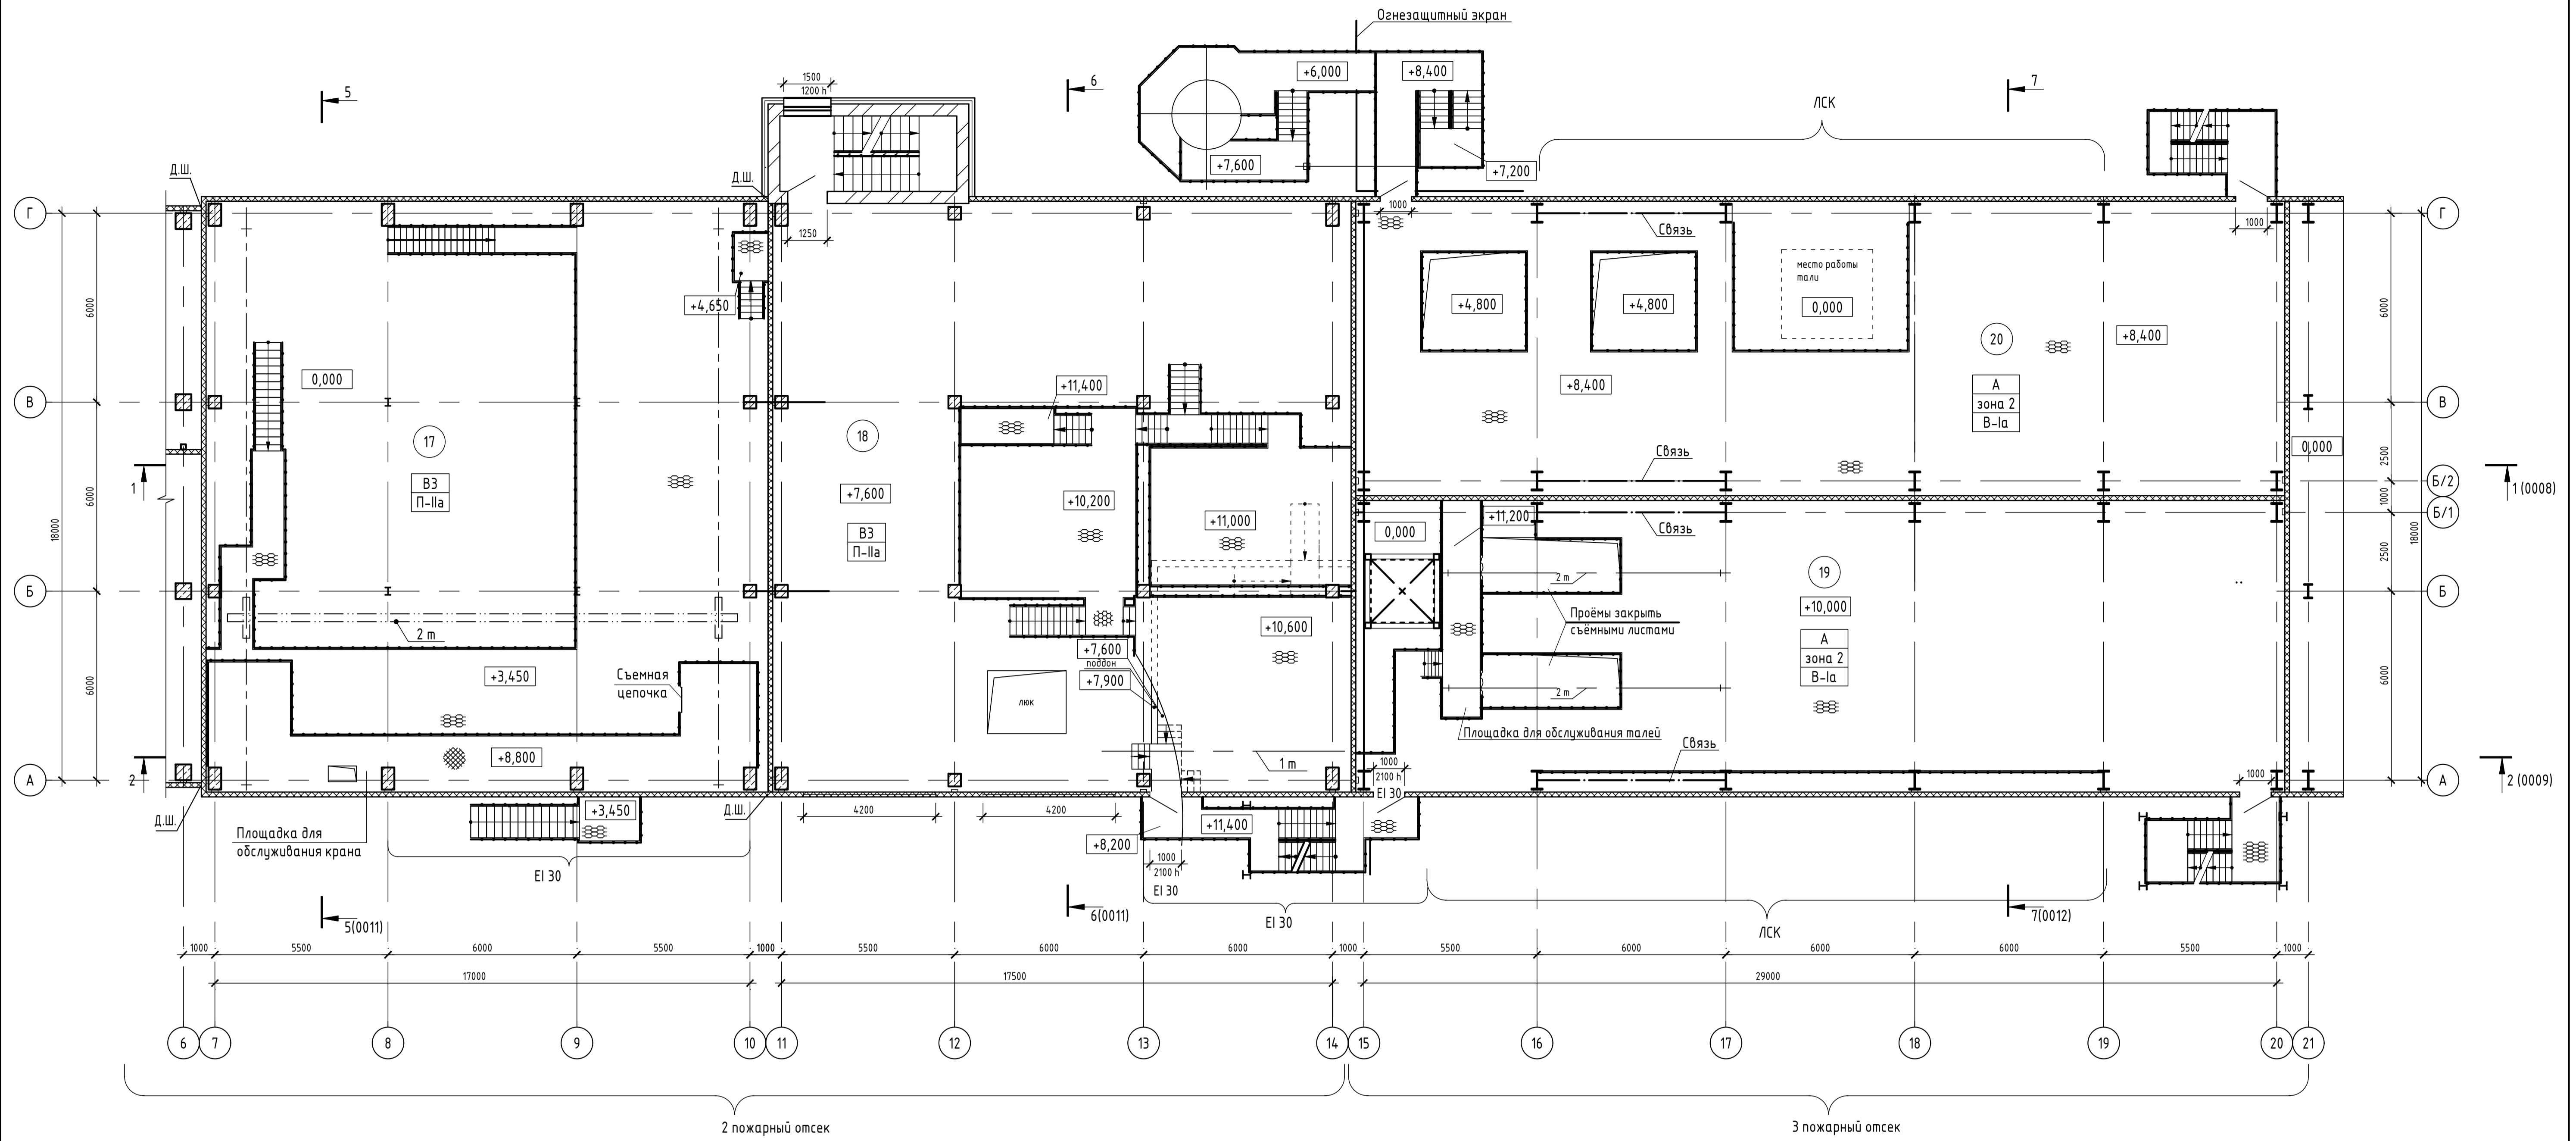 Огнезащитный экран
5
6
7
1500
1200 h
+6,000
+8,400
ЛСК
Д.Ш.
Д.Ш.
+7,600
+7,200
Г
1000
1000
Г
1250
Связь
место работы
тали
+4,650
+4,800
+4,800
0,000
6000
6000
20
+8,400
0,000
+11,400
+8,400
А
зона 2
В-Iа
В
В
17
18
0,000
Связь
2500
1
В3
П-IIа
+7,600
+10,200
Б/2
1 (0008)
1000
6000
18000
В3
П-IIа
+11,000
0,000
+11,200
Связь
Б/1
18000
2500
19
2 m
Б
Б
+10,000
2 m
+10,600
Проёмы закрыть
съёмными листами
А
зона 2
В-Iа
+7,600
поддон
+7,900
+3,450
Съемная
цепочка
6000
6000
2 m
люк
Площадка для обслуживания талей
Связь
+8,800
1 m
2
А
1000
2100 h
EI 30
1000
А
2 (0009)
Д.Ш.
+3,450
Д.Ш.
4200
4200
+11,400
Площадка для
обслуживания крана
+8,200
1000
2100 h
EI 30
EI 30
EI 30
ЛСК
5(0011)
6(0011)
7(0012)
1000
5500
6000
5500
1000
5500
6000
6000
1000
5500
6000
6000
6000
5500
1000
17000
17500
29000
6
7
8
9
10
11
12
13
14
15
16
17
18
19
20
21
2 пожарный отсек
3 пожарный отсек